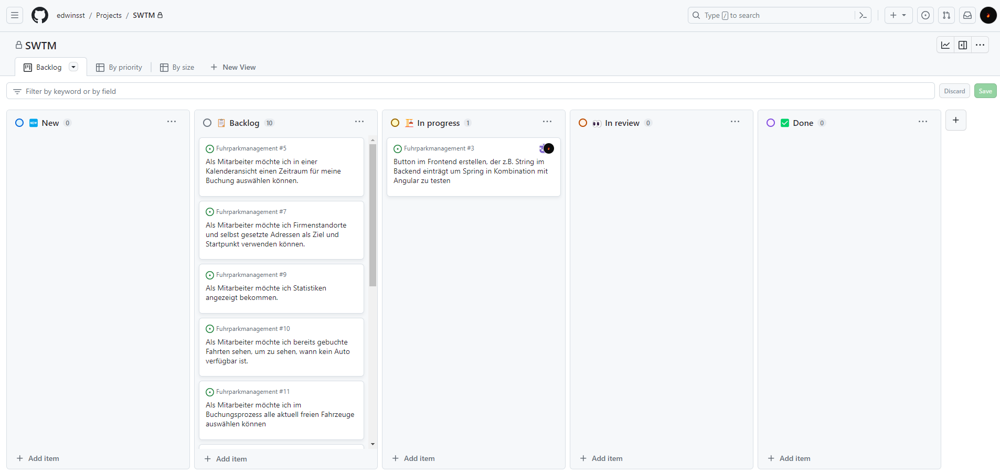 edwinsst / Projects / SWTM
Type / to search
SWTM
Backlog
By priority
By size
New View
Filter by keyword or by field
Discard
Save
NEW New 0
Backlog 10
Fuhrparkmanagement #5
Als Mitarbeiter möchte ich in einer
Kalenderansicht einen Zeitraum für meine
Buchung auswählen können.
Fuhrparkmanagement #7
Als Mitarbeiter möchte ich Firmenstandorte
und selbst gesetzte Adressen als Ziel und
Startpunkt verwenden können.
Fuhrparkmanagement #9
Als Mitarbeiter möchte ich Statistiken
angezeigt bekommen.
Fuhrparkmanagement #10
Als Mitarbeiter möchte ich bereits gebuchte
Fahrten sehen, um zu sehen, wann kein Auto
verfügbar ist.
Fuhrparkmanagement #11
Als Mitarbeiter möchte ich im
Buchungsprozess alle aktuell freien Fahrzeuge
auswählen können
In progress 1
Fuhrparkmanagement #3
Button im Frontend erstellen, der z.B. String im
Backend einträgt um Spring in Kombination mit
Angular zu testen
In review 0
Done 0
Add item
Add item
Add item
Add item
Add item